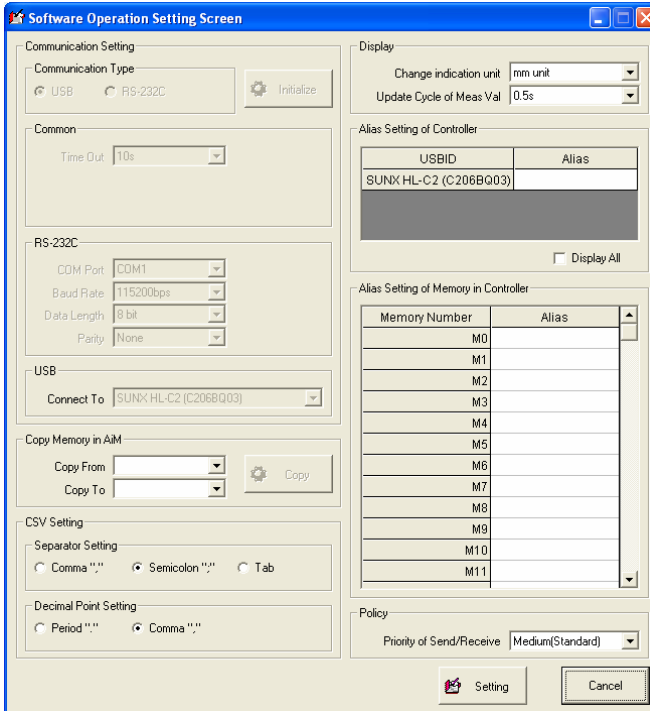 Software Operation Setting Screen
Communication Setting
Communication Type
USB RS-232C
Initialize
Common
Time Out 10s
RS-232C
COM Port COM1
Baud Rate 115200bps
Data Length 8 bit
Parity None
USB
Connect To SUNX HL-C2 (C206BQ03)
Copy Memory in AiM
Copy From
Copy To
Copy
CSV Setting
Separator Setting
Comma "," Semicolon ";" Tab
Decimal Point Setting
Period "." Comma ","
Display
Change indication unit mm unit
Update Cycle of Meas Val 0.5s
Alias Setting of Controller
USBID Alias
SUNX HL-C2 (C206BQ03)
Display All
Alias Setting of Memory in Controller
Memory Number Alias
M0
M1
M2
M3
M4
M5
M6
M7
M8
M9
M10
M11
Policy
Priority of Send/Receive Medium(Standard)
Setting Cancel